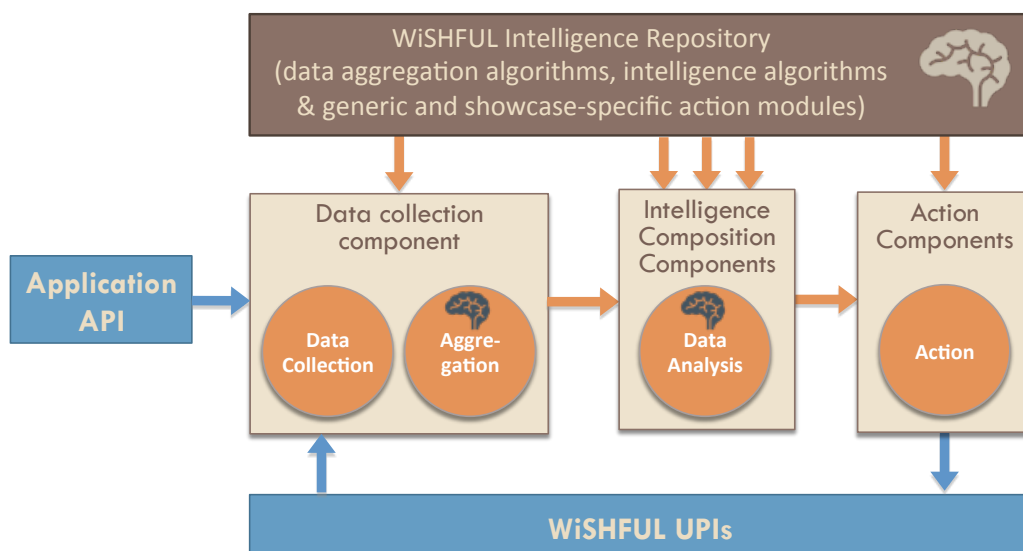 WiSHFUL Intelligence Repository
(data aggregation algorithms, intelligence algorithms
& generic and showcase-specific action modules)
Data collection
component
Intelligence
Composition
Components
Action
Components
Application
API
Data
Collection
Aggre-
gation
Data
Analysis
Action
WiSHFUL UPIs